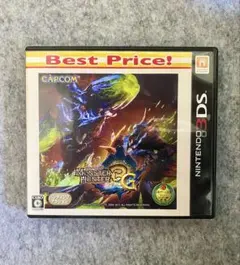 Best Price!
CAPCOM
MONSTER
HUNTER 3G
NINTENDO 3DS